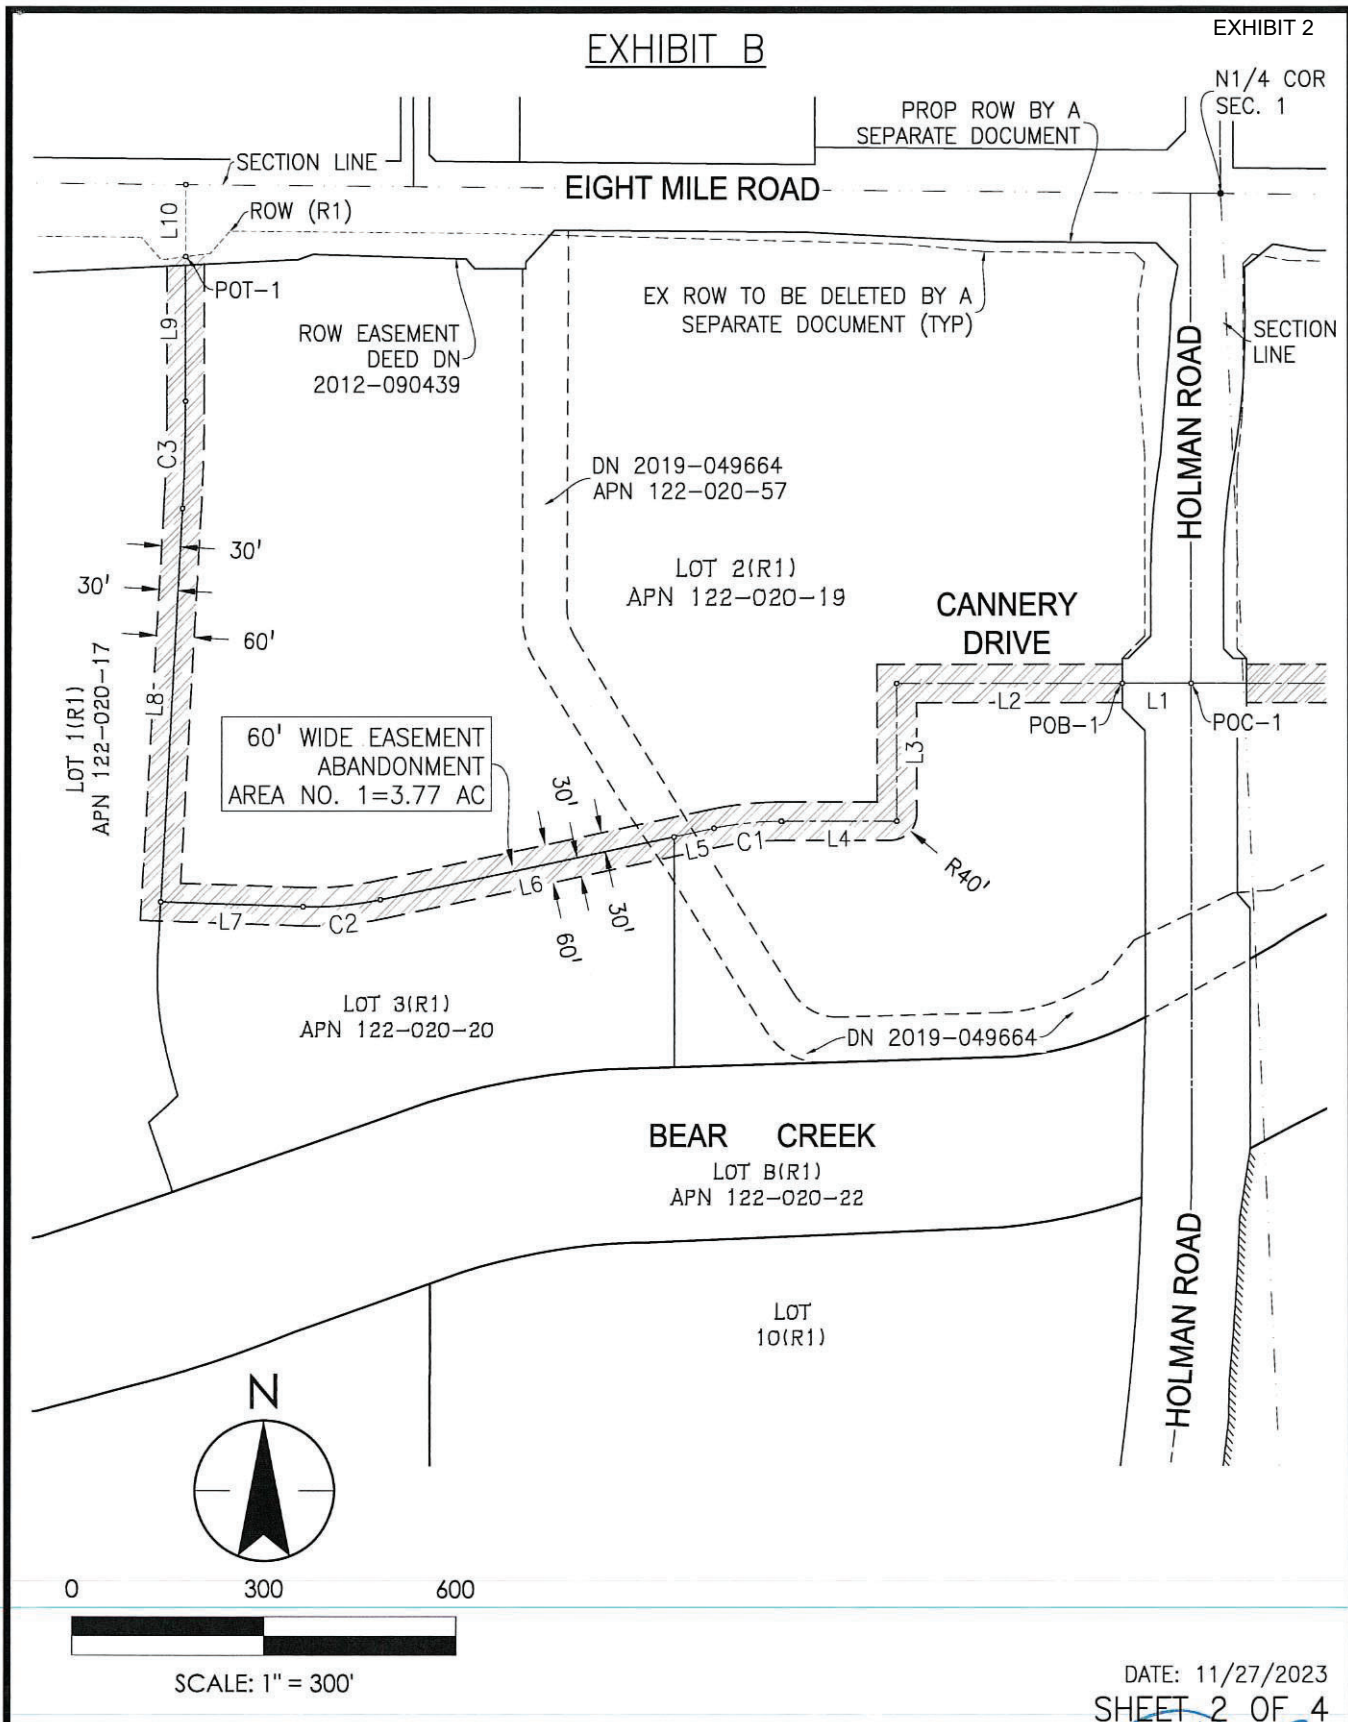 EXHIBIT 2
EXHIBIT B
N1/4 COR
SEC. 1
PROP ROW BY A
SEPARATE DOCUMENT
SECTION LINE
EIGHT MILE ROAD
L10
ROW (R1)
POT-1
EX ROW TO BE DELETED BY A
SEPARATE DOCUMENT (TYP)
L9
ROW EASEMENT
DEED DN
2012-090439
SECTION
LINE
HOLMAN ROAD
C3
DN 2019-049664
APN 122-020-57
30'
30'
60'
LOT 2(R1)
APN 122-020-19
CANNERY
DRIVE
LOT 1(R1)
APN 122-020-17
L8
L2
L1
POB-1
POC-1
60' WIDE EASEMENT
ABANDONMENT
AREA NO. 1=3.77 AC
L3
30'
L5
C1
L4
R40'
L6
30'
60'
L7
C2
LOT 3(R1)
APN 122-020-20
DN 2019-049664
BEAR CREEK
LOT B(R1)
APN 122-020-22
HOLMAN ROAD
LOT
10(R1)
N
0 300 600
SCALE: 1" = 300'
DATE: 11/27/2023
SHEET 2 OF 4